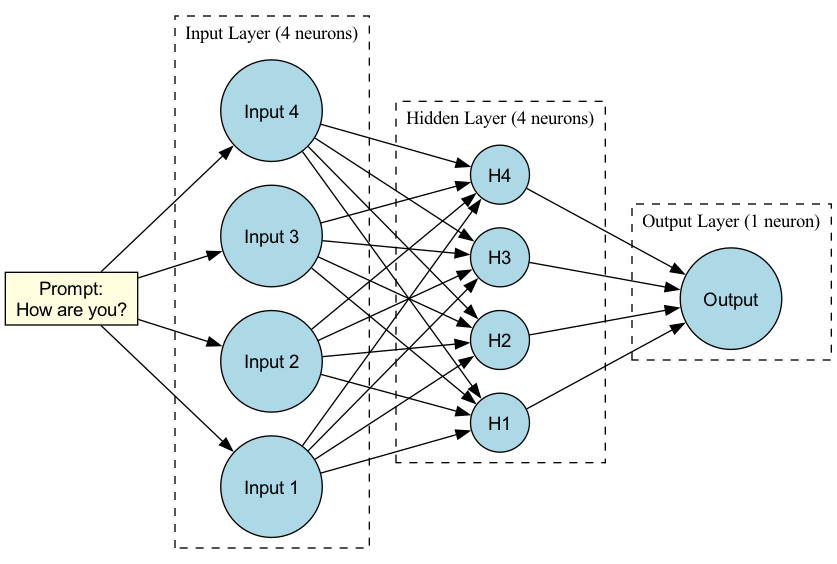 Prompt:
How are you?
Input Layer (4 neurons)
Input 4
Input 3
Input 2
Input 1
Hidden Layer (4 neurons)
H4
H3
H2
H1
Output Layer (1 neuron)
Output